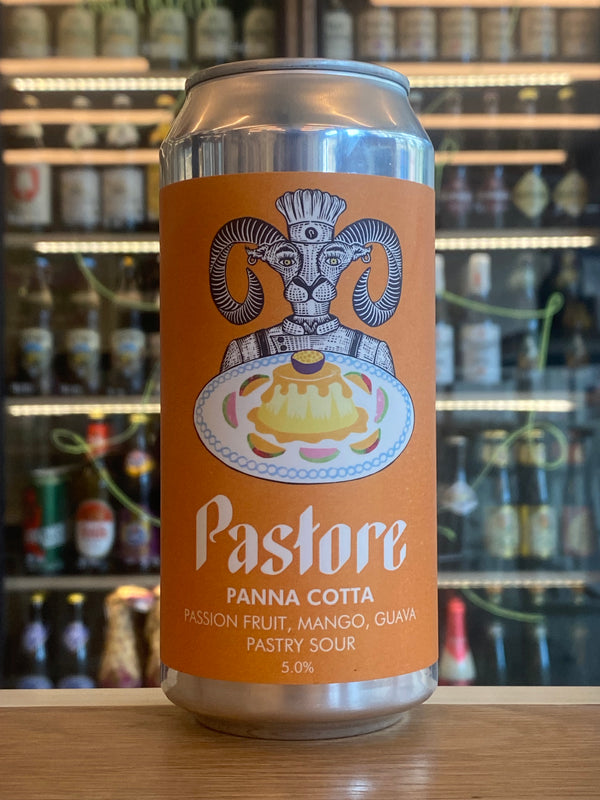 Pastore
PANNA COTTA
PASSION FRUIT, MANGO, GUAVA
PASTRY SOUR
5.0%